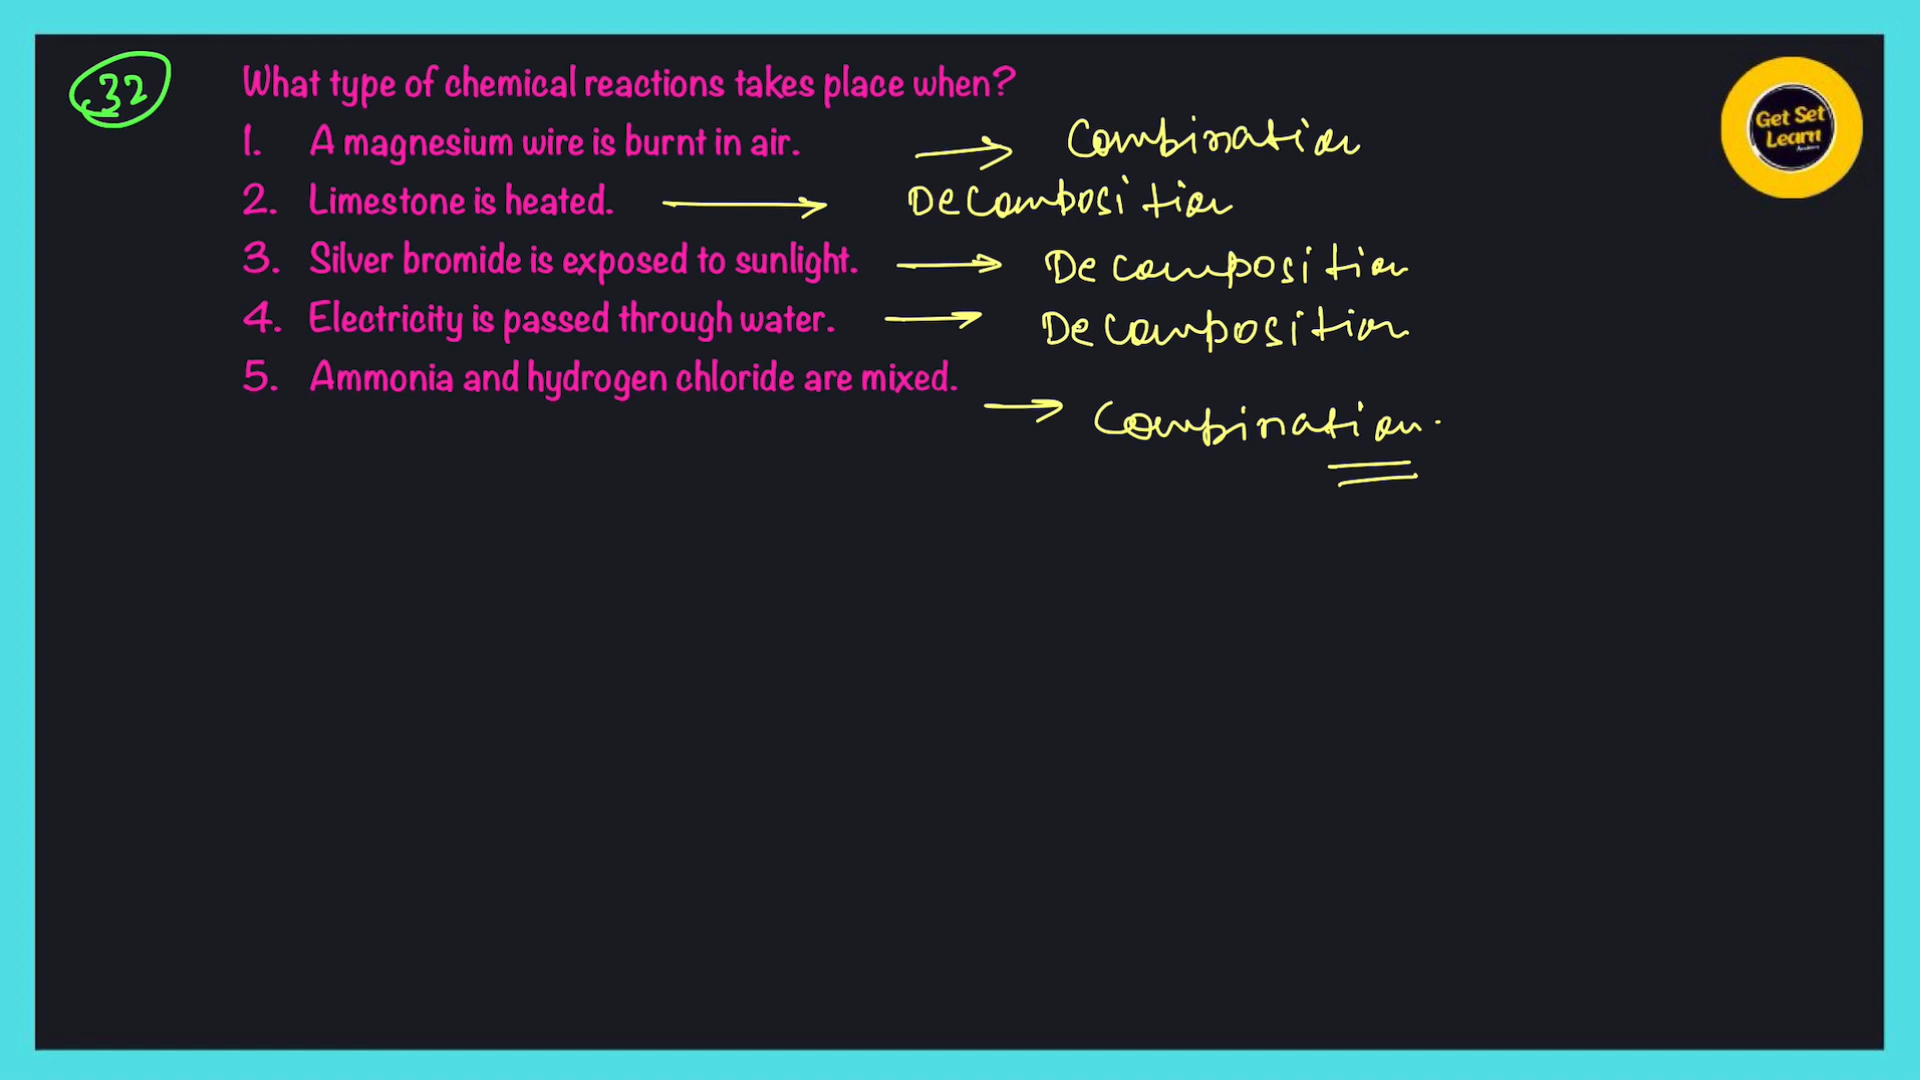 32 What type of chemical reactions takes place when?
1. A magnesium wire is burnt in air. → Combination
2. Limestone is heated. → Decomposition
3. Silver bromide is exposed to sunlight. → Decomposition
4. Electricity is passed through water. → Decomposition
5. Ammonia and hydrogen chloride are mixed.
→ Combination.
Get Set
Learn
Academy